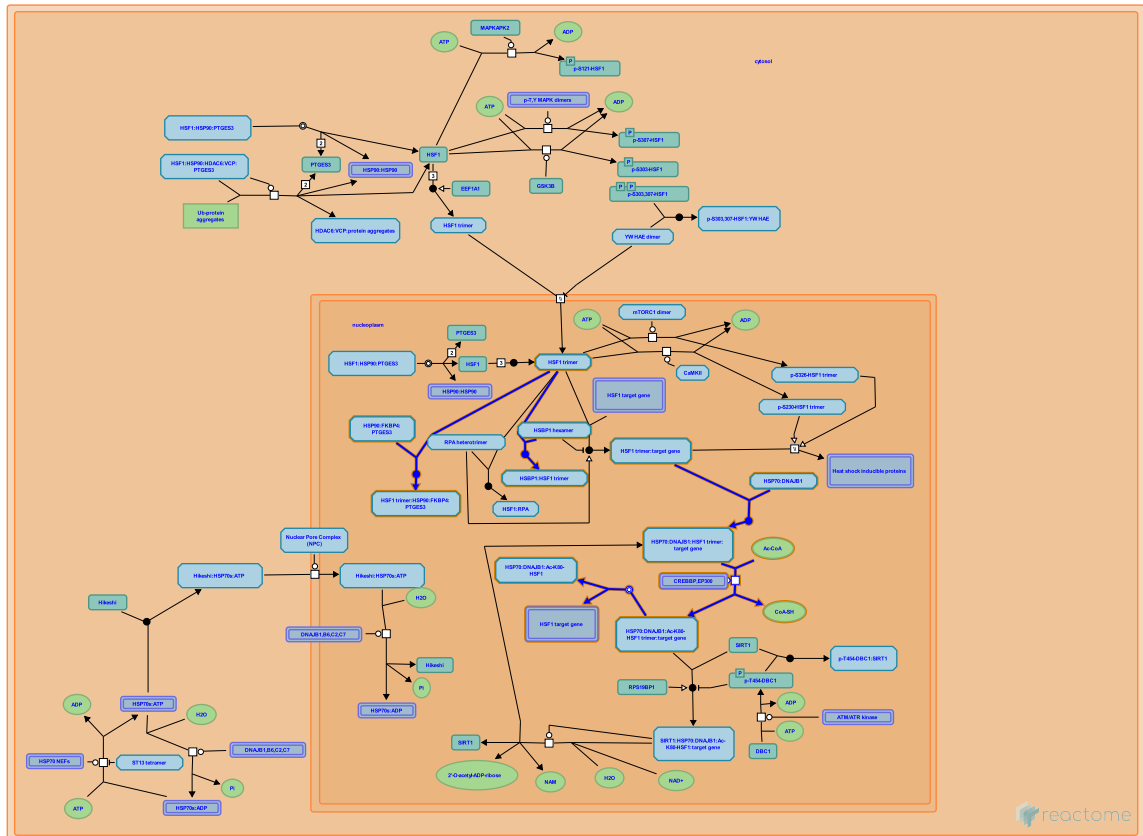 MAPKAPK2
ATP
ADP
P
p-S121-HSF1
cytosol
p-T,Y MAPK dimers
ATP
ADP
HSF1:HSP90:PTGES3
P
p-S307-HSF1
2
HSF1
HSF1:HSP90:HDAC6:VCP:
PTGES3
PTGES3
HSP90:HSP90
P
p-S303-HSF1
3
2
EEF1A1
GSK3B
P
P
p-S303,307-HSF1
Ub-protein
aggregates
HDAC6:VCP:protein aggregates
HSF1 trimer
YWHAE dimer
p-S303,307-HSF1:YWHAE
nucleoplasm
mTORC1 dimer
ATP
ADP
PTGES3
2
HSF1:HSP90:PTGES3
HSF1
3
HSF1 trimer
HSP90:HSP90
CaMKII
p-S326-HSF1 trimer
HSF1 target gene
p-S230-HSF1 trimer
HSP90:FKBP4:
PTGES3
RPA heterotrimer
HSBP1 hexamer
HSF1 trimer:target gene
Heat shock inducible proteins
HSBP1:HSF1 trimer
HSP70:DNAJB1
HSF1 trimer:HSP90:FKBP4:
PTGES3
HSF1:RPA
Nuclear Pore Complex
(NPC)
HSP70:DNAJB1:HSF1 trimer:
target gene
Ac-CoA
Hikeshi:HSP70s:ATP
Hikeshi:HSP70s:ATP
HSP70:DNAJB1:Ac-K80-
HSF1
CREBBP,EP300
H2O
Hikeshi
HSF1 target gene
CoA-SH
DNAJB1,B6,C2,C7
HSP70:DNAJB1:Ac-K80-
HSF1 trimer:target gene
SIRT1
p-T454-DBC1:SIRT1
Hikeshi
P
p-T454-DBC1
Pi
RPS19BP1
HSP70s:ADP
ADP
ATM/ATR kinase
ADP
HSP70s:ATP
H2O
ATP
SIRT1
SIRT1:HSP70:DNAJB1:Ac-
K80-HSF1:target gene
DBC1
HSP70 NEFs
ST13 tetramer
DNAJB1,B6,C2,C7
2'-O-acetyl-ADP-ribose
NAM
H2O
NAD+
Pi
ATP
HSP70s:ADP
reactome